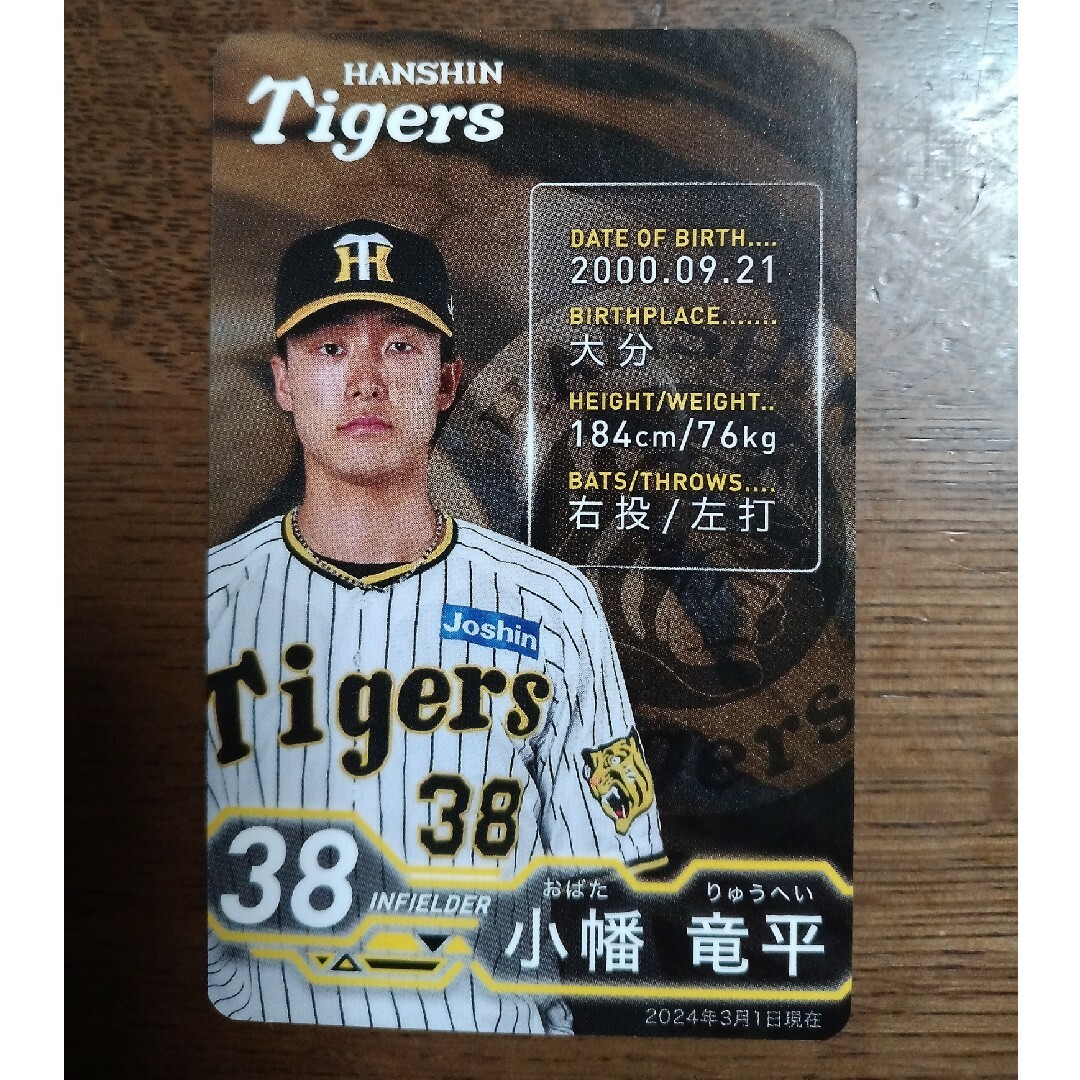 HANSHIN
Tigers
DATE OF BIRTH....
2000.09.21
BIRTHPLACE.......
大分
HEIGHT/WEIGHT..
184cm/76kg
BATS/THROWS....
右投/左打
Joshin
Tigers
38
38
INFIELDER
おばた りゅうへい
小幡 竜平
2024年3月1日現在